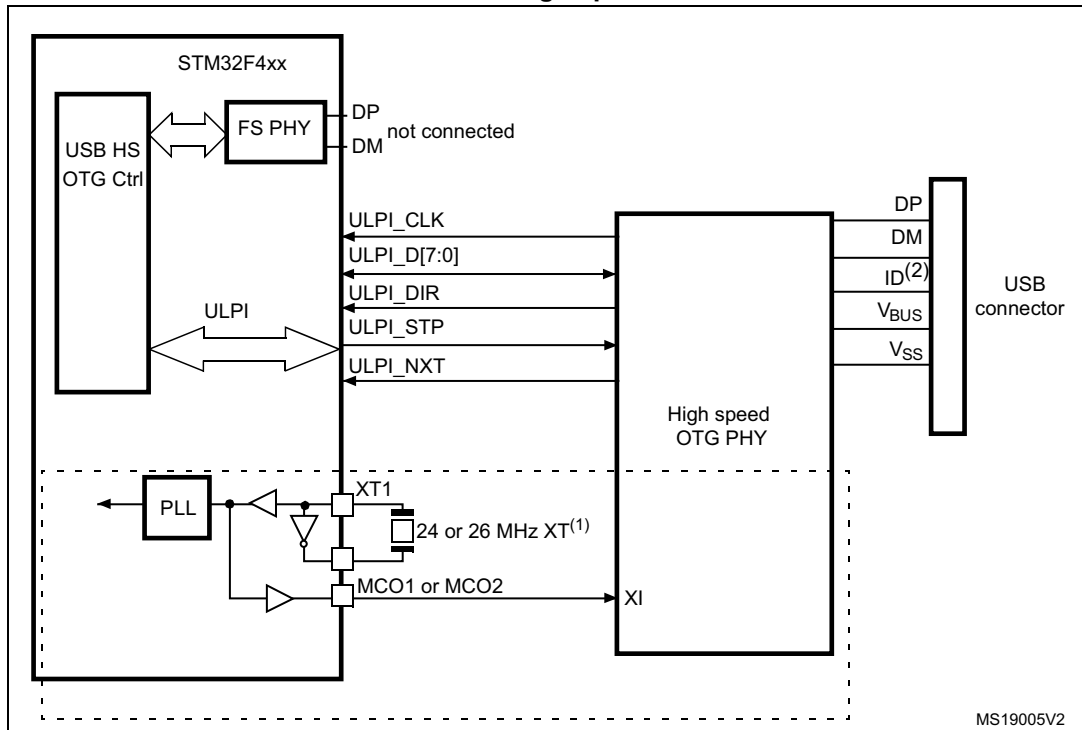 STM32F4xx
USB HS
OTG Ctrl
FS PHY
DP
DM
not connected
ULPI
ULPI_CLK
ULPI_D[7:0]
ULPI_DIR
ULPI_STP
ULPI_NXT
High speed
OTG PHY
DP
DM
ID(2)
VBUS
VSS
USB
connector
PLL
XT1
24 or 26 MHz XT(1)
MCO1 or MCO2
XI
MS19005V2